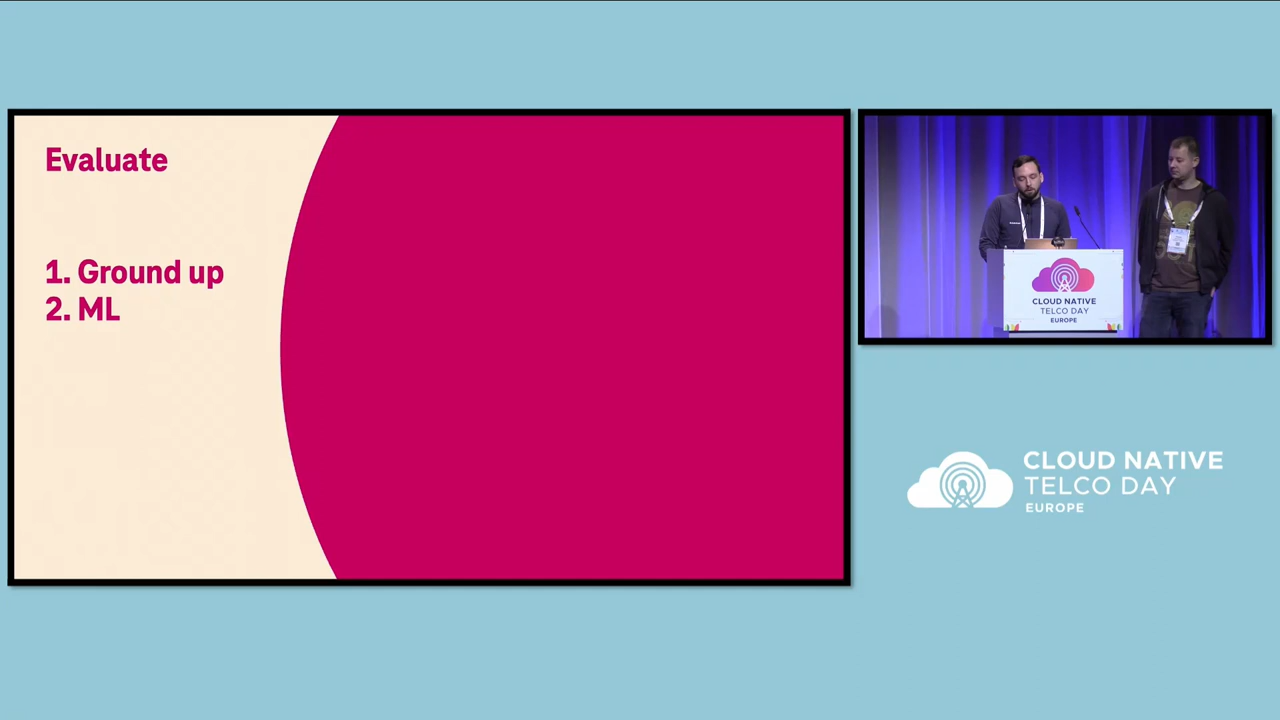 Evaluate
1. Ground up
2. ML
CLOUD NATIVE
TELCO DAY
EUROPE
CLOUD NATIVE
TELCO DAY
EUROPE